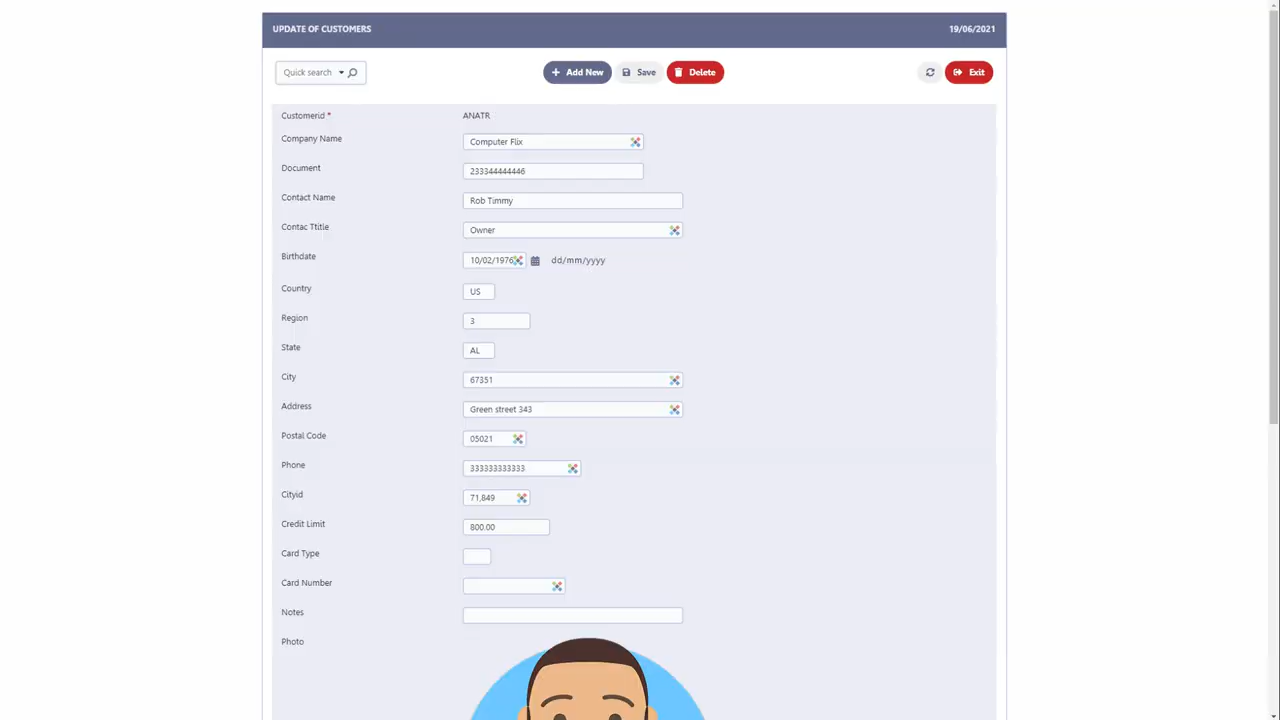 UPDATE OF CUSTOMERS 19/06/2021
Quick search Add New Save Delete Exit
Customerid * ANATR
Company Name Computer Flix
Document 233344444446
Contact Name Rob Timmy
Contac Ttitle Owner
Birthdate 10/02/1976 dd/mm/yyyy
Country US
Region 3
State AL
City 67351
Address Green street 343
Postal Code 05021
Phone 333333333333
Cityid 71,849
Credit Limit 800.00
Card Type
Card Number
Notes
Photo